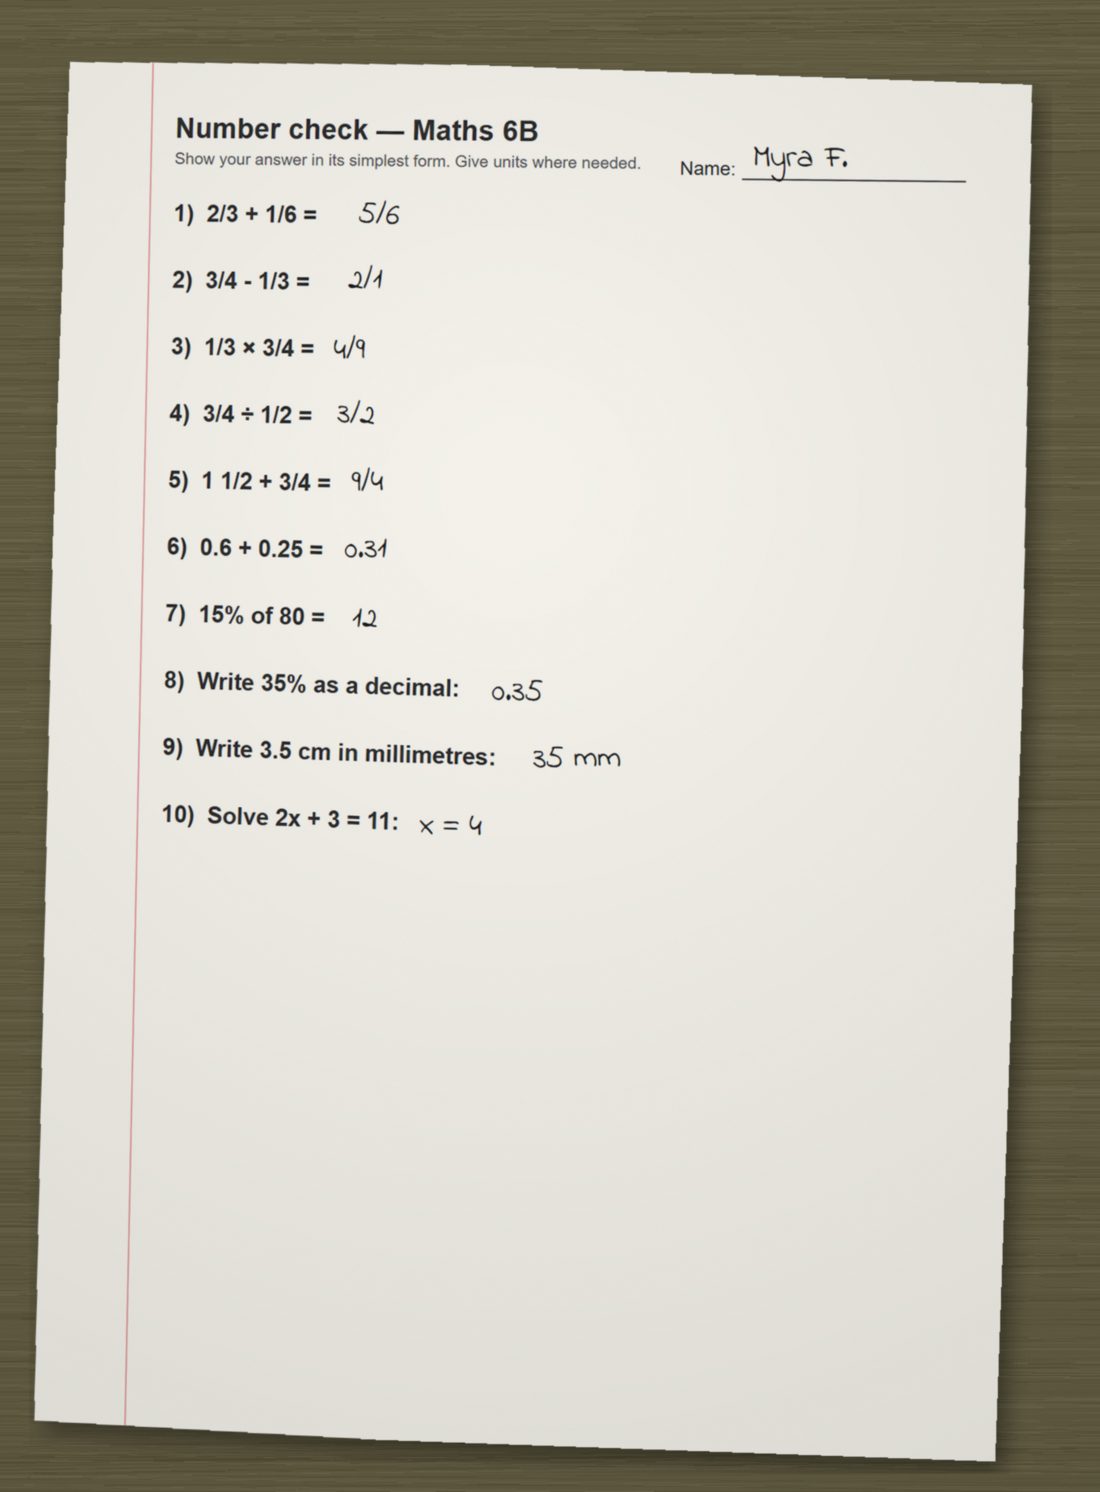 Number check — Maths 6B
Show your answer in its simplest form. Give units where needed.
Name: Myra F.
1) 2/3 + 1/6 = 5/6
2) 3/4 - 1/3 = 2/1
3) 1/3 × 3/4 = 4/9
4) 3/4 ÷ 1/2 = 3/2
5) 1 1/2 + 3/4 = 9/4
6) 0.6 + 0.25 = 0.31
7) 15% of 80 = 12
8) Write 35% as a decimal: 0.35
9) Write 3.5 cm in millimetres: 35 mm
10) Solve 2x + 3 = 11: x = 4